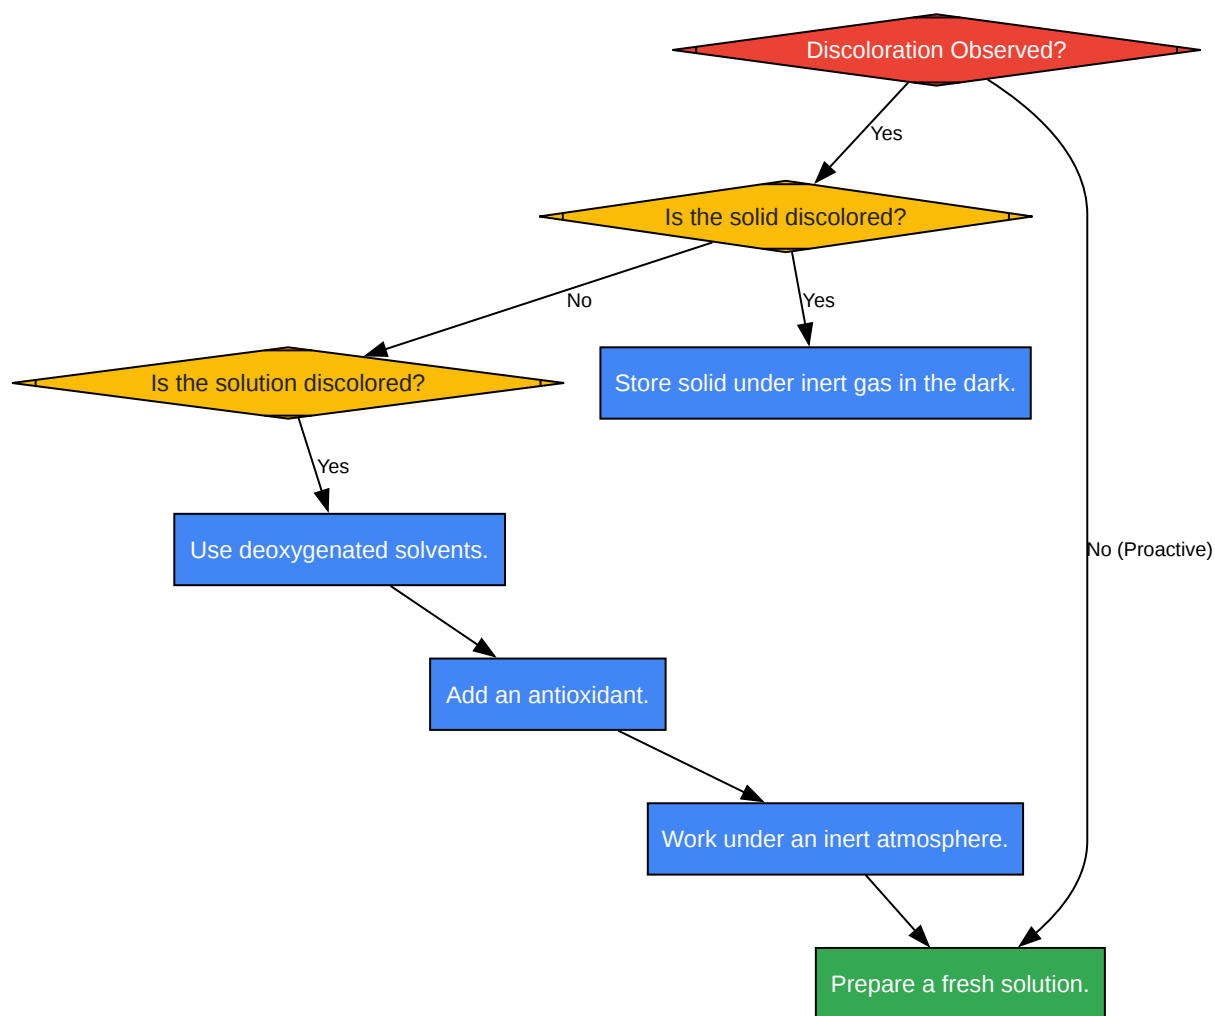 Discoloration Observed?
Yes
Is the solid discolored?
No
Yes
Is the solution discolored?
Store solid under inert gas in the dark.
Yes
Use deoxygenated solvents.
No (Proactive)
Add an antioxidant.
Work under an inert atmosphere.
Prepare a fresh solution.